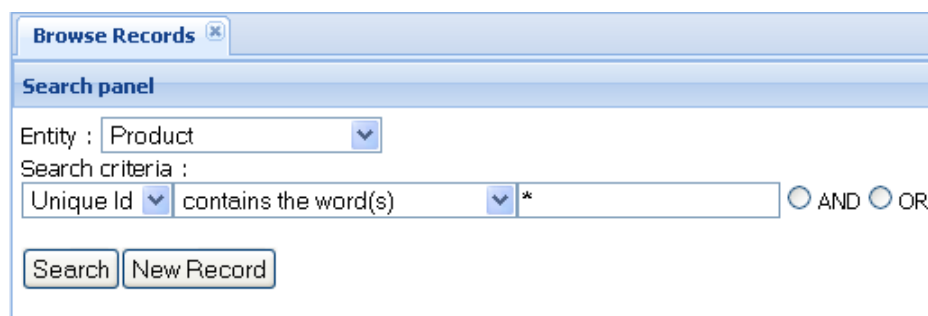 Browse Records
Search panel
Entity : Product
Search criteria :
Unique Id contains the word(s) * AND OR
Search New Record